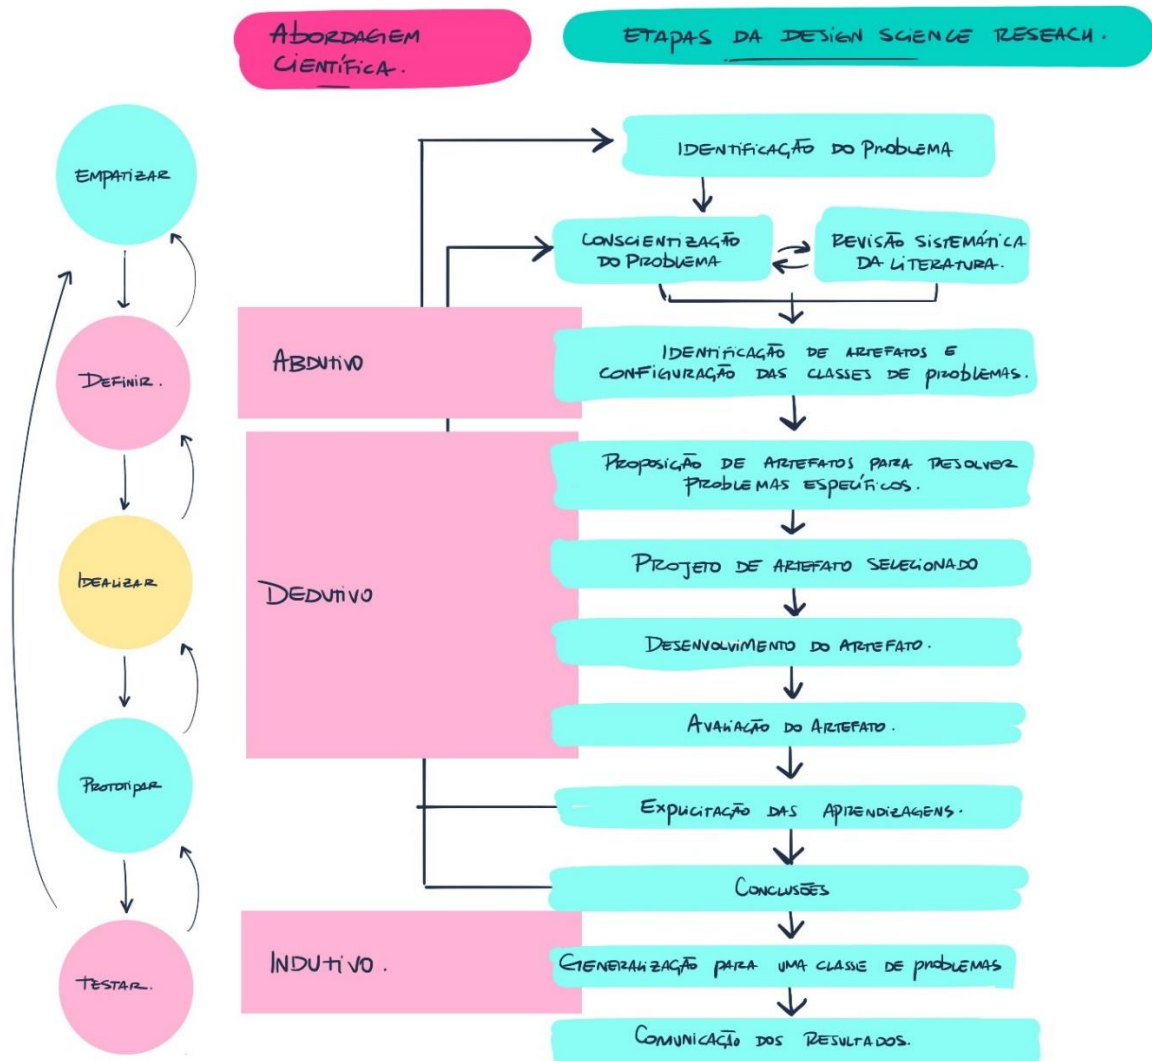 ABORDAGEM
CIENTÍFICA.
ETAPAS DA DESIGN SCIENCE RESEACH.
EMPATIZAR
DEFINIR.
IDEALIZAR
PROTOTIPAR
TESTAR.
ABDUTIVO
DEDUTIVO
INDUTIVO.
IDENTIFICAÇÃO DO PROBLEMA
CONSCIENTIZAÇÃO
DO PROBLEMA
REVISÃO SISTEMÁTICA
DA LITERATURA.
IDENTIFICAÇÃO DE ARTEFATOS E
CONFIGURAÇÃO DAS CLASSES DE PROBLEMAS.
PROPOSIÇÃO DE ARTEFATOS PARA RESOLVER
PROBLEMAS ESPECÍFICOS.
PROJETO DE ARTEFATO SELECIONADO
DESENVOLVIMENTO DO ARTEFATO.
AVALIAÇÃO DO ARTEFATO.
EXPLICITAÇÃO DAS APRENDIZAGENS.
CONCLUSÕES
GENERALIZAÇÃO PARA UMA CLASSE DE PROBLEMAS
COMUNICAÇÃO DOS RESULTADOS.